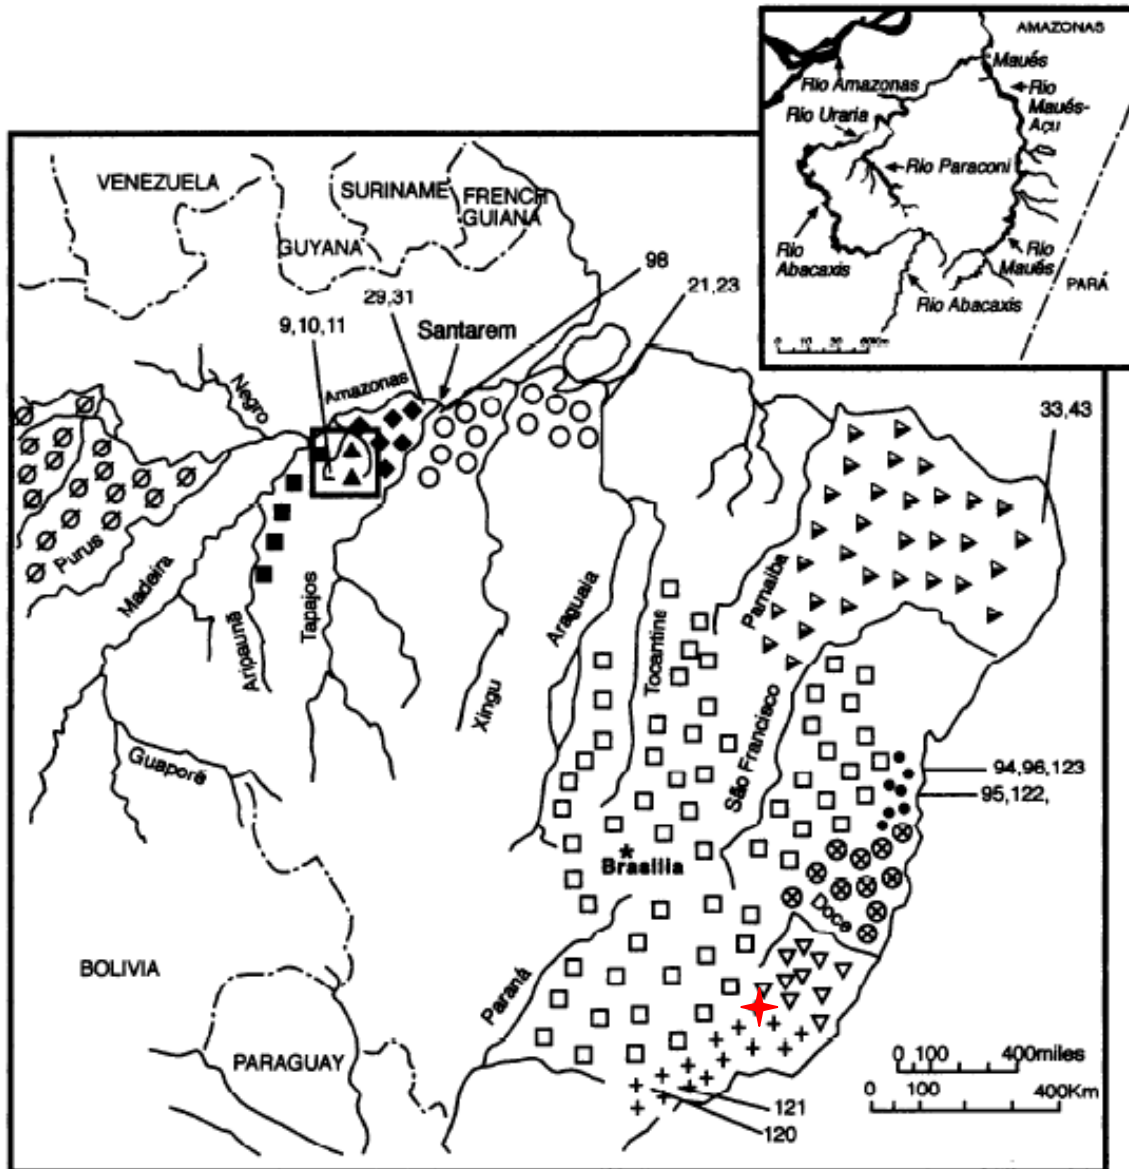 AMAZONAS
Maués
Rio Amazonas
Rio
Maués-
Açu
Rio Uraria
Rio Paraconi
Rio
Abacaxis
Rio
Maués
PARÁ
Rio Abacaxis
0 10
VENEZUELA
SURINAME
FRENCH
GUIANA
GUYANA
98
29,31
21,23
9,10,11
Santarem
Amazonas
Negro
33,43
Purus
Madeira
Aripaunã
Tapajos
Xingu
Araguaia
Tocantins
Parnaiba
São Francisco
Guaporé
94,96,123
95,122,
Brasilia
Doce
BOLIVIA
Paraná
PARAGUAY
0 100 400miles
0 100 400Km
121
120